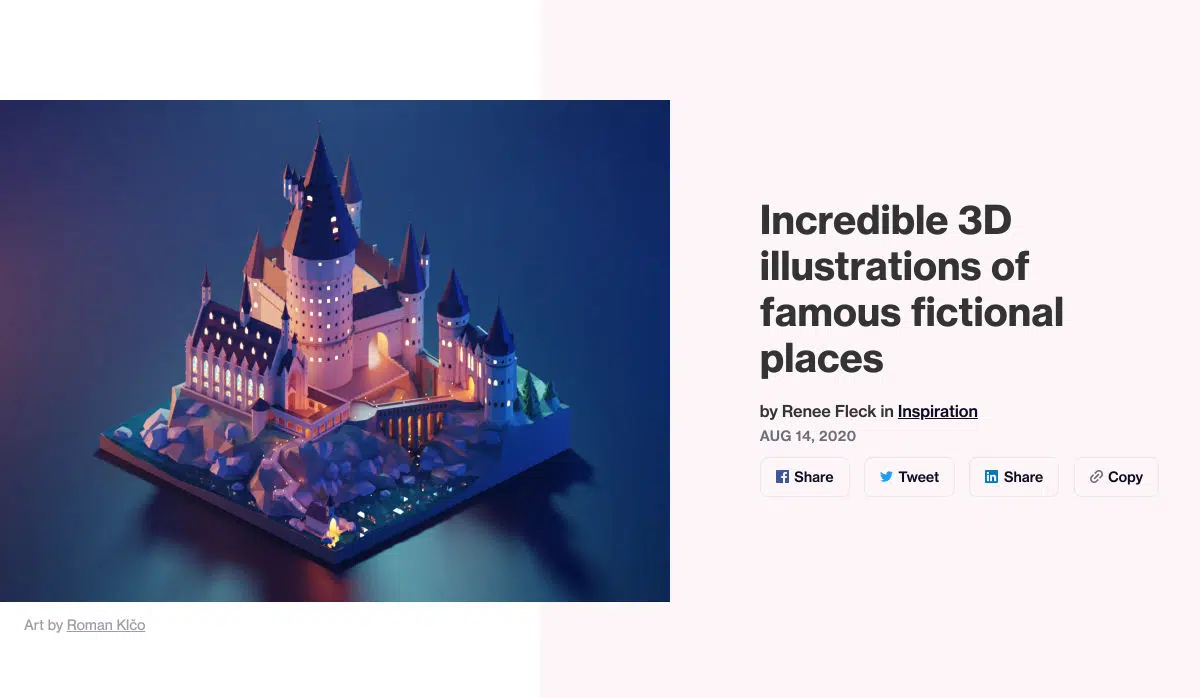 Incredible 3D
illustrations of
famous fictional
places
by Renee Fleck in Inspiration
AUG 14, 2020
Share
Tweet
Share
Copy
Art by Roman Klčo